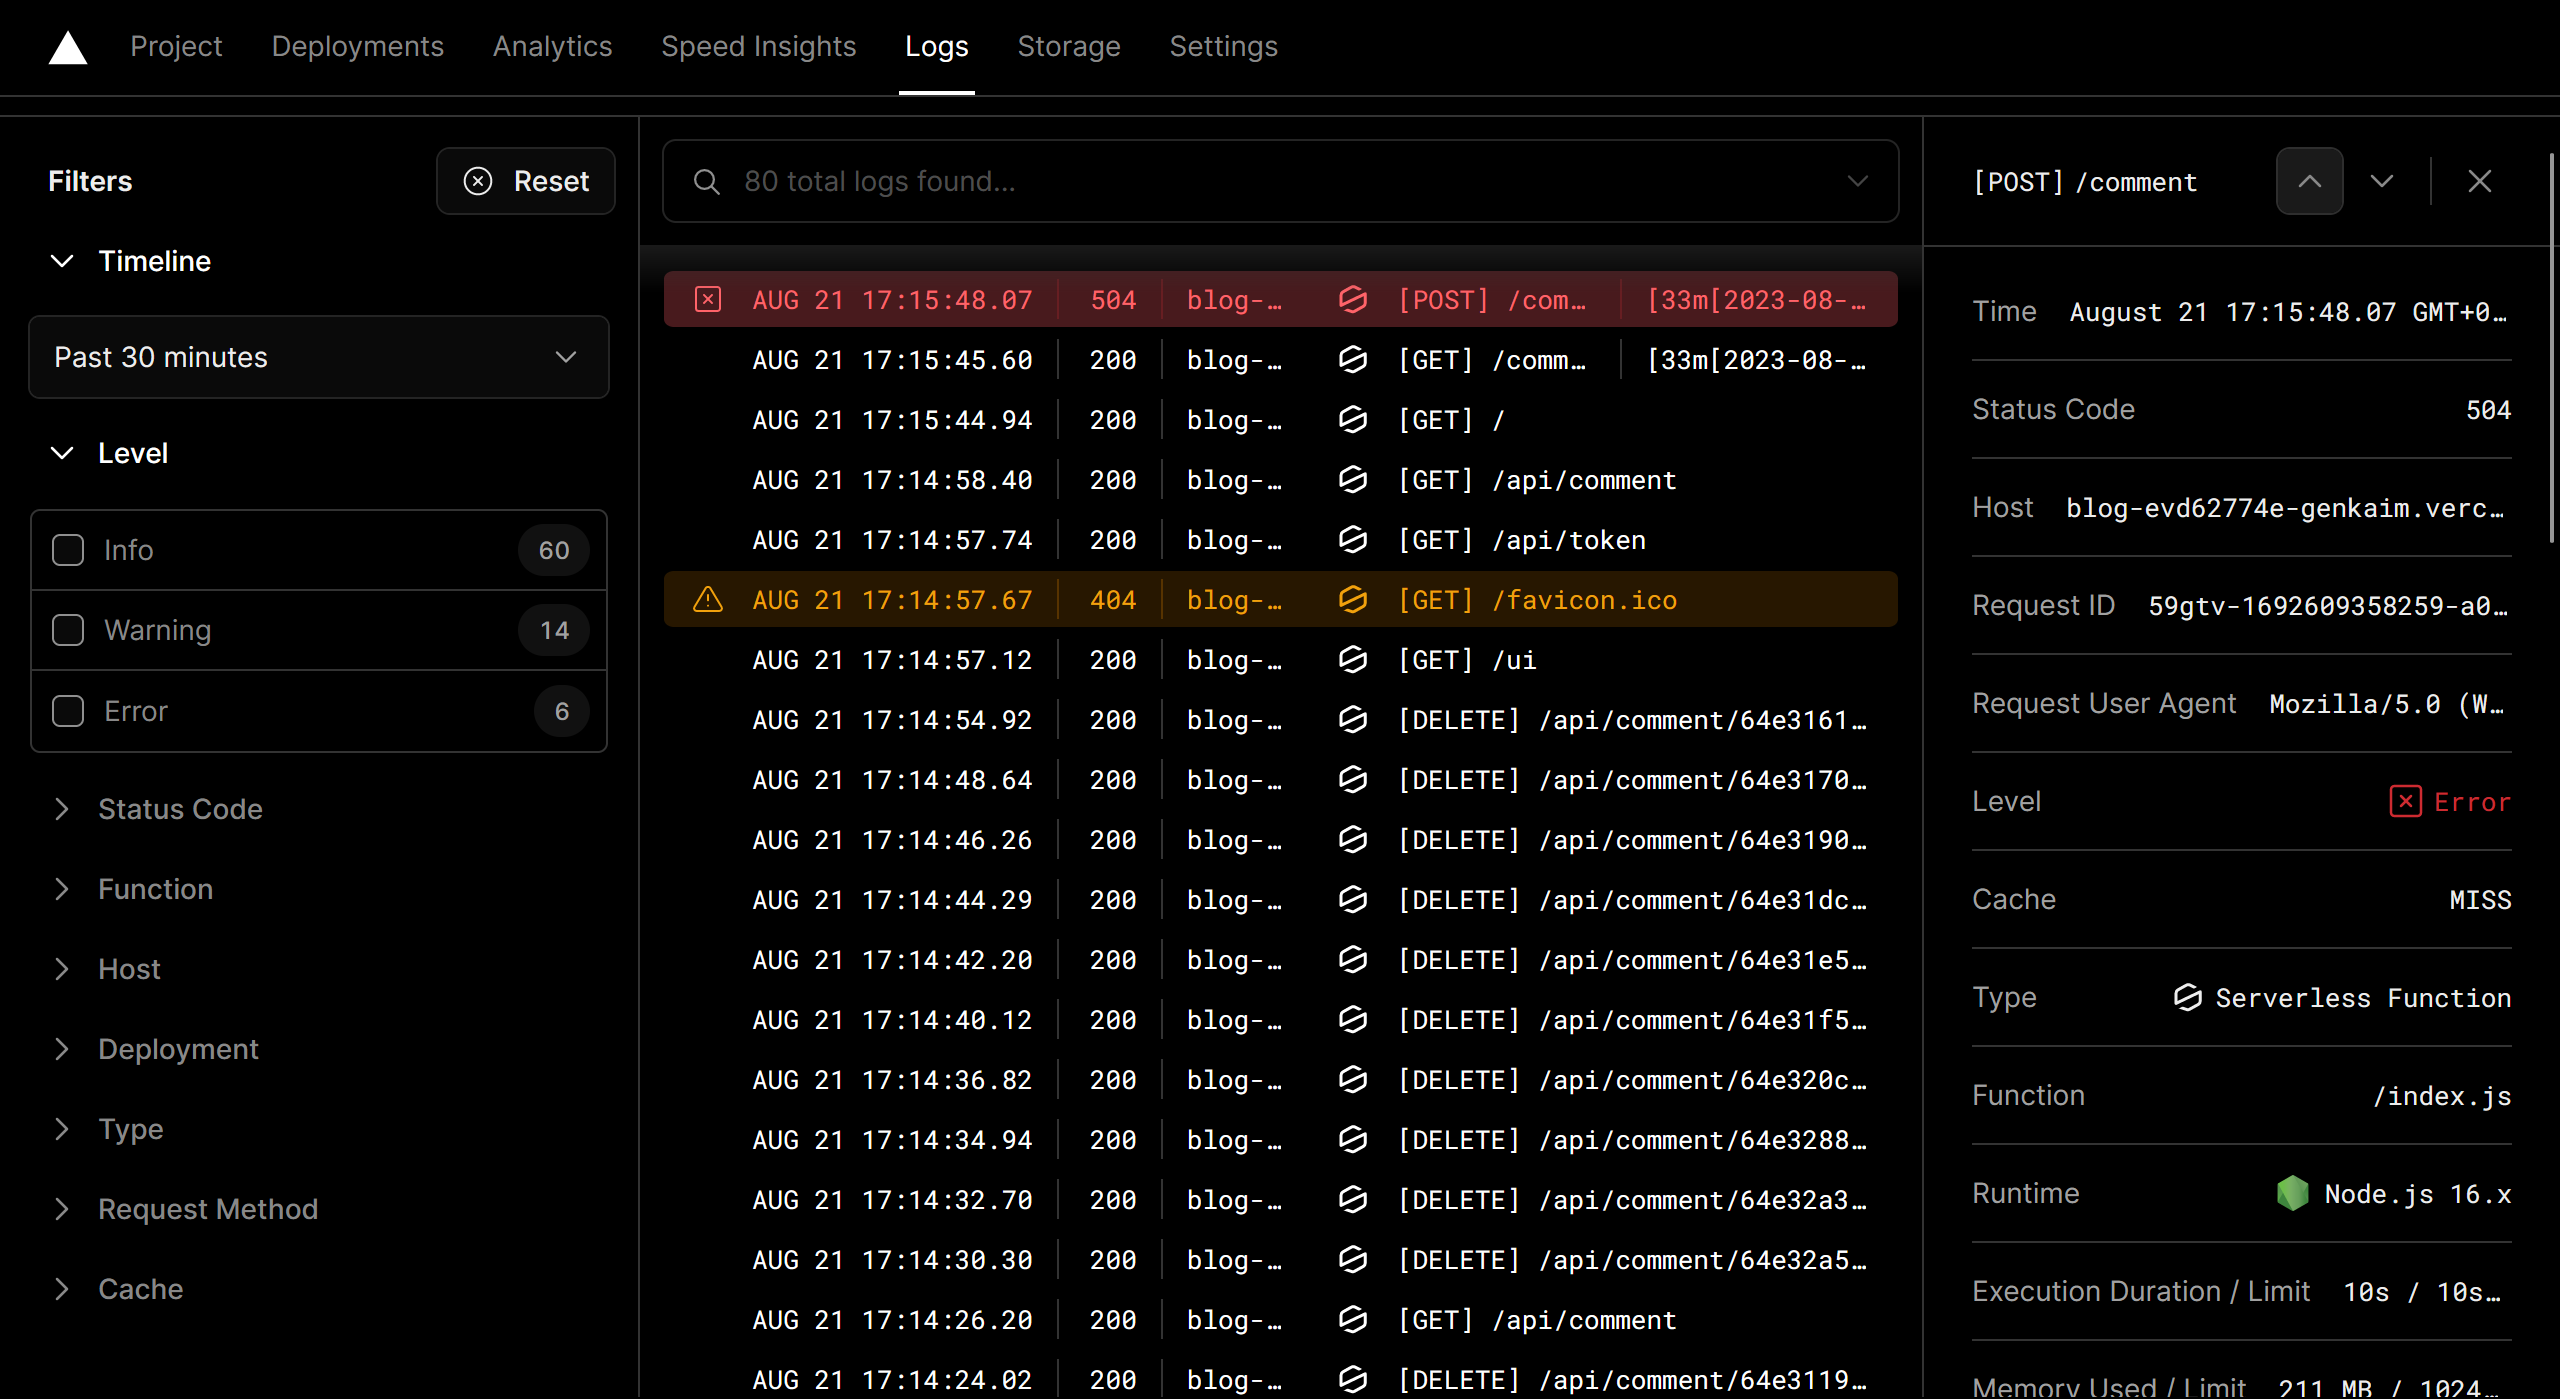 Project Deployments Analytics Speed Insights Logs Storage Settings
Filters
Reset
Timeline
Past 30 minutes
Level
Info 60
Warning 14
Error 6
Status Code
Function
Host
Deployment
Type
Request Method
Cache
80 total logs found...
AUG 21 17:15:48.07 504 blog-… [POST] /com… [33m[2023-08-…
AUG 21 17:15:45.60 200 blog-… [GET] /comm… [33m[2023-08-…
AUG 21 17:15:44.94 200 blog-… [GET] /
AUG 21 17:14:58.40 200 blog-… [GET] /api/comment
AUG 21 17:14:57.74 200 blog-… [GET] /api/token
AUG 21 17:14:57.67 404 blog-… [GET] /favicon.ico
AUG 21 17:14:57.12 200 blog-… [GET] /ui
AUG 21 17:14:54.92 200 blog-… [DELETE] /api/comment/64e3161…
AUG 21 17:14:48.64 200 blog-… [DELETE] /api/comment/64e3170…
AUG 21 17:14:46.26 200 blog-… [DELETE] /api/comment/64e3190…
AUG 21 17:14:44.29 200 blog-… [DELETE] /api/comment/64e31dc…
AUG 21 17:14:42.20 200 blog-… [DELETE] /api/comment/64e31e5…
AUG 21 17:14:40.12 200 blog-… [DELETE] /api/comment/64e31f5…
AUG 21 17:14:36.82 200 blog-… [DELETE] /api/comment/64e320c…
AUG 21 17:14:34.94 200 blog-… [DELETE] /api/comment/64e3288…
AUG 21 17:14:32.70 200 blog-… [DELETE] /api/comment/64e32a3…
AUG 21 17:14:30.30 200 blog-… [DELETE] /api/comment/64e32a5…
AUG 21 17:14:26.20 200 blog-… [GET] /api/comment
AUG 21 17:14:24.02 200 blog-… [DELETE] /api/comment/64e3119…
[POST] /comment
Time August 21 17:15:48.07 GMT+0…
Status Code 504
Host blog-evd62774e-genkaim.verc…
Request ID 59gtv-1692609358259-a0…
Request User Agent Mozilla/5.0 (W…
Level Error
Cache MISS
Type Serverless Function
Function /index.js
Runtime Node.js 16.x
Execution Duration / Limit 10s / 10s…
Memory Used / Limit 211 MB / 1024…